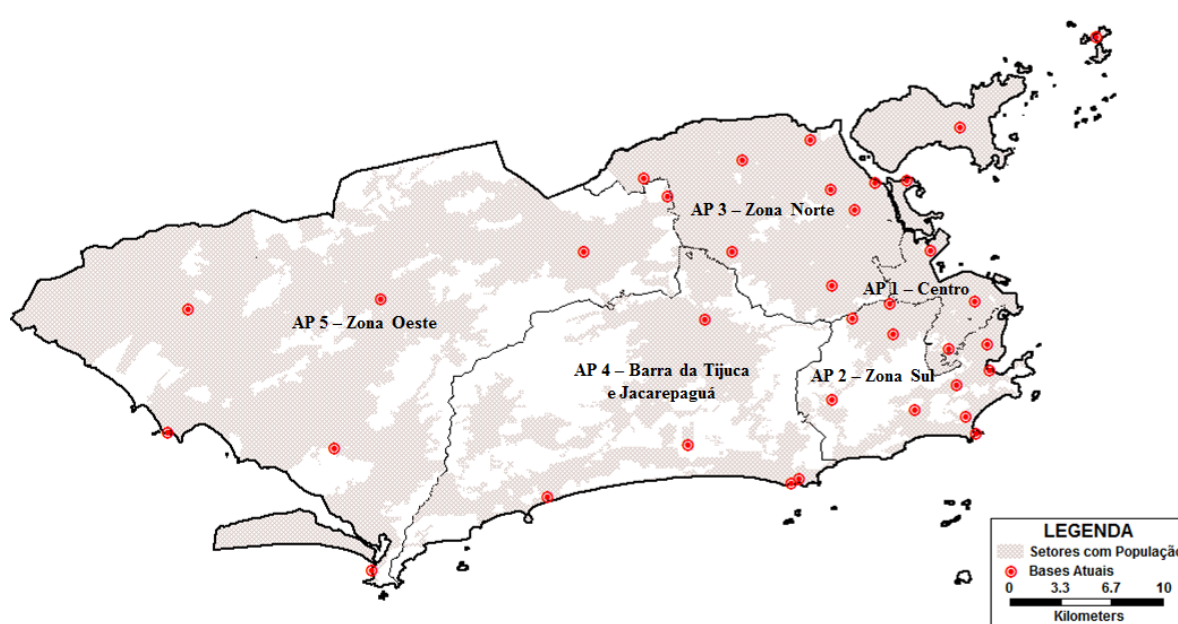 AP 3 – Zona Norte
AP 1 – Centro
AP 5 – Zona Oeste
AP 4 – Barra da Tijuca
e Jacarepaguá
AP 2 – Zona Sul
LEGENDA
Setores com População
Bases Atuais
0 3.3 6.7 10
Kilometers